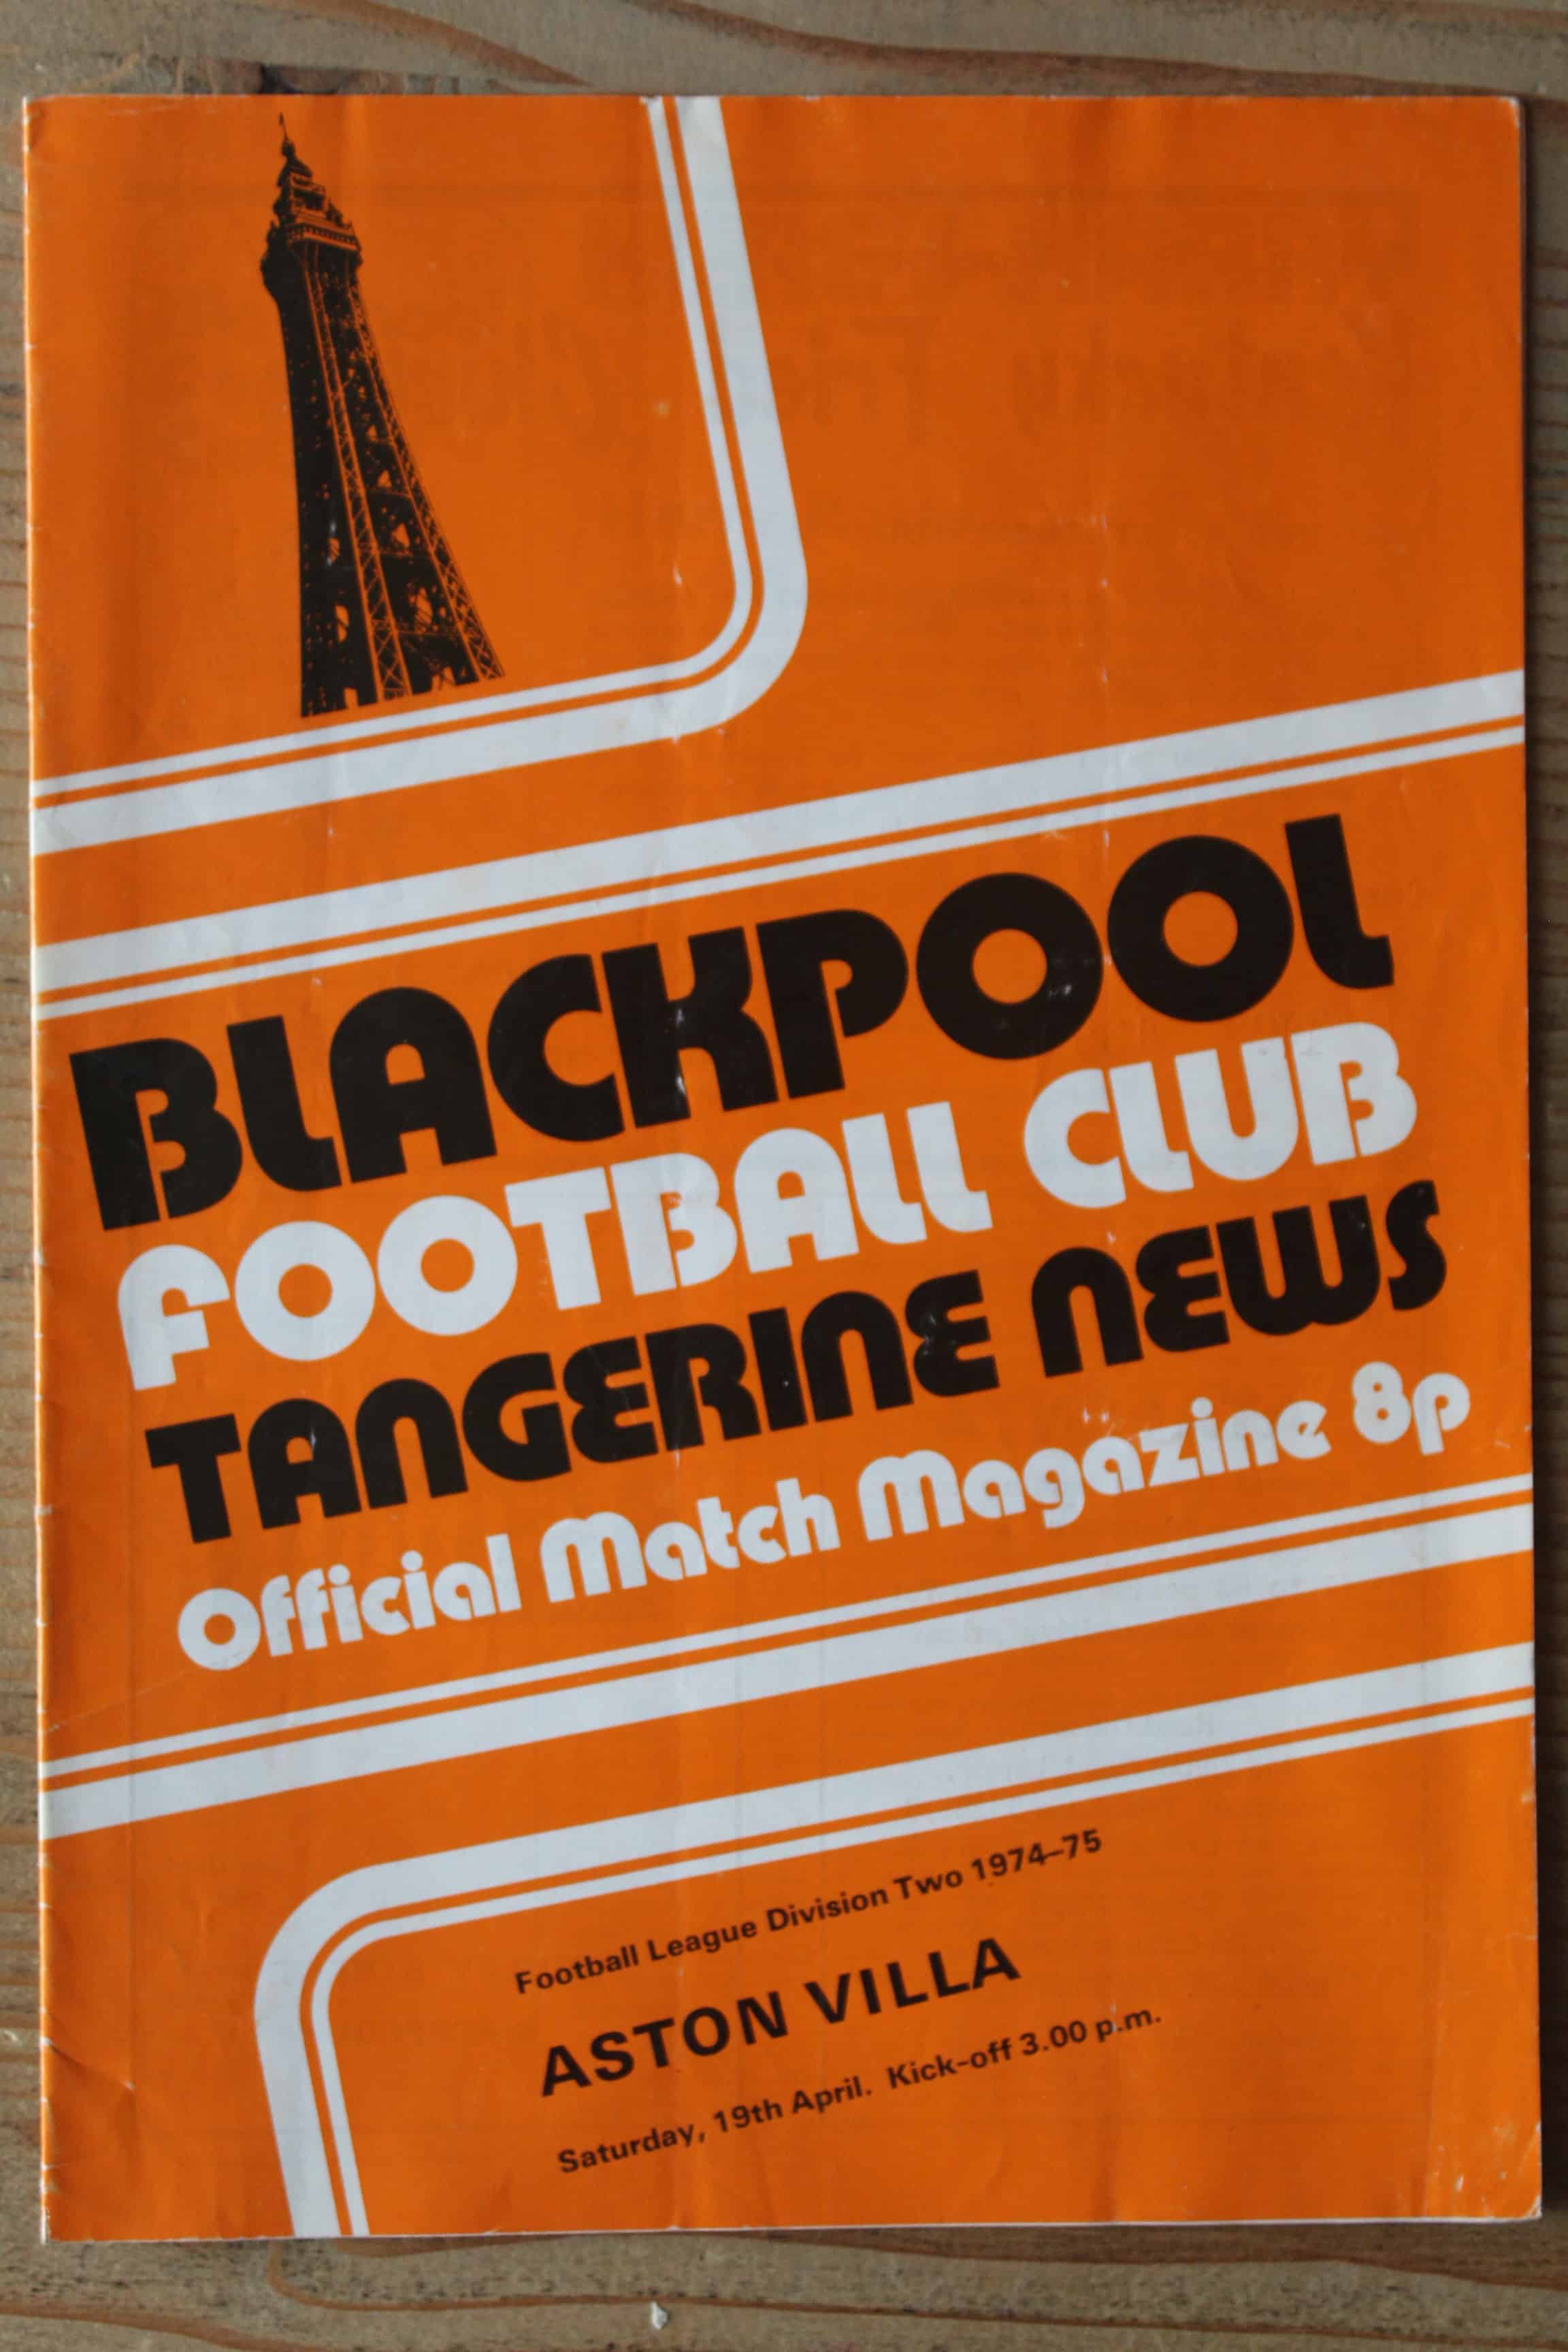 BLACKPOOL
FOOTBALL CLUB
TANGERINE NEWS
Official Match Magazine 8p
Football League Division Two 1974–75
ASTON VILLA
Saturday, 19th April. Kick-off 3.00 p.m.